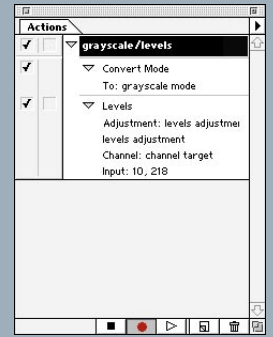 Actions
grayscale/levels
Convert Mode
To: grayscale mode
Levels
Adjustment: levels adjustmen
levels adjustment
Channel: channel target
Input: 10, 218